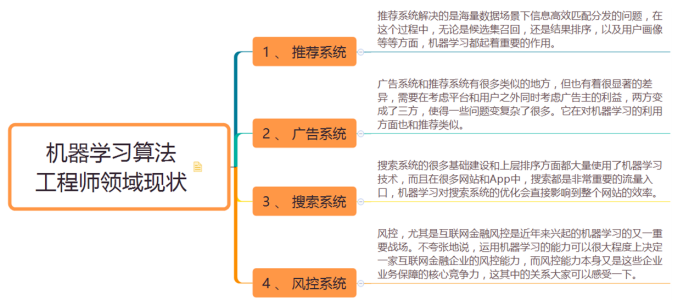 机器学习算法
工程师领域现状
1 、 推荐系统
推荐系统解决的是海量数据场景下信息高效匹配分发的问题，在
这个过程中，无论是候选集召回，还是结果排序，以及用户画像
等等方面，机器学习都起着重要的作用。
2 、 广告系统
广告系统和推荐系统有很多类似的地方，但也有着很显著的差
异，需要在考虑平台和用户之外同时考虑广告主的利益，两方变
成了三方，使得一些问题变复杂了很多。它在对机器学习的利用
方面也和推荐类似。
3 、 搜索系统
搜索系统的很多基础建设和上层排序方面都大量使用了机器学习
技术，而且在很多网站和App中，搜索都是非常重要的流量入
口，机器学习对搜索系统的优化会直接影响到整个网站的效率。
4 、 风控系统
风控，尤其是互联网金融风控是近年来兴起的机器学习的又一重
要战场。不夸张地说，运用机器学习的能力可以很大程度上决定
一家互联网金融企业的风控能力，而风控能力本身又是这些企业
业务保障的核心竞争力，这其中的关系大家可以感受一下。